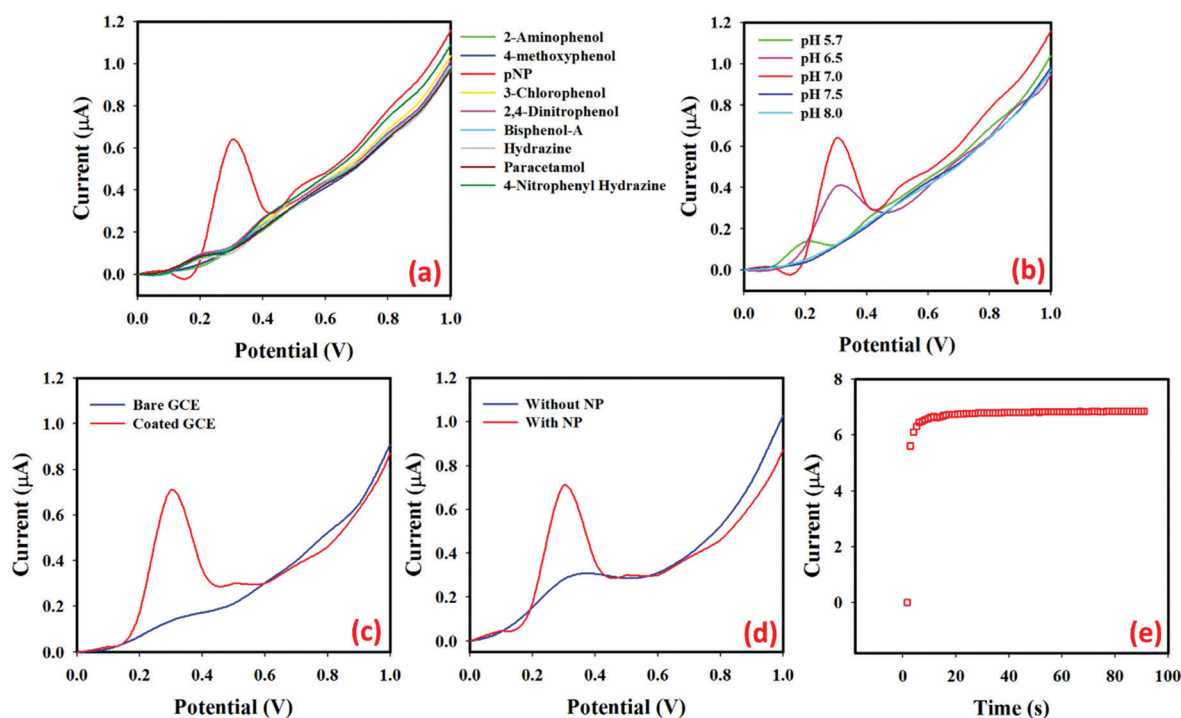 1.2
1.0
0.8
0.6
0.4
0.2
0.0
Current (µA)
0.0 0.2 0.4 0.6 0.8 1.0
Potential (V)
2-Aminophenol
4-methoxyphenol
pNP
3-Chlorophenol
2,4-Dinitrophenol
Bisphenol-A
Hydrazine
Paracetamol
4-Nitrophenyl Hydrazine
(a)
1.2
1.0
0.8
0.6
0.4
0.2
0.0
Current (µA)
0.0 0.2 0.4 0.6 0.8 1.0
Potential (V)
pH 5.7
pH 6.5
pH 7.0
pH 7.5
pH 8.0
(b)
1.2
1.0
0.8
0.6
0.4
0.2
0.0
Current (µA)
0.0 0.2 0.4 0.6 0.8 1.0
Potential (V)
Bare GCE
Coated GCE
(c)
1.2
1.0
0.8
0.6
0.4
0.2
0.0
Current (µA)
0.0 0.2 0.4 0.6 0.8 1.0
Potential (V)
Without NP
With NP
(d)
8
6
4
2
0
Current (µA)
0 20 40 60 80 100
Time (s)
(e)